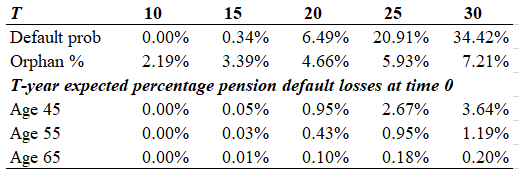 T 10 15 20 25 30
Default prob 0.00% 0.34% 6.49% 20.91% 34.42%
Orphan % 2.19% 3.39% 4.66% 5.93% 7.21%
T-year expected percentage pension default losses at time 0
Age 45 0.00% 0.05% 0.95% 2.67% 3.64%
Age 55 0.00% 0.03% 0.43% 0.95% 1.19%
Age 65 0.00% 0.01% 0.10% 0.18% 0.20%